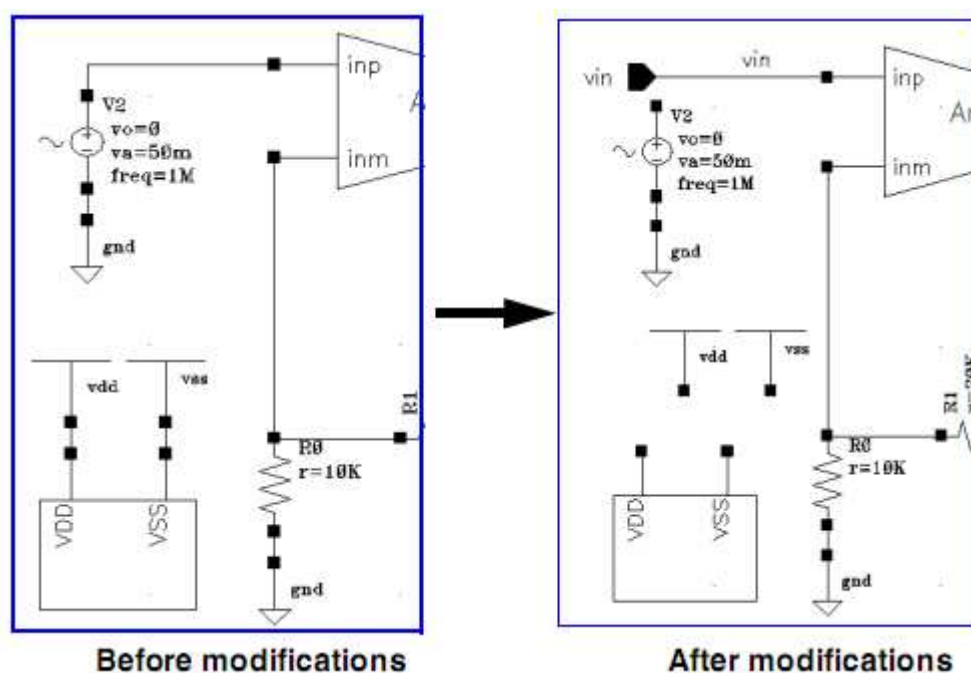 inp
A
V2
vo=0
va=50m
freq=1M
inm
gnd
vdd
vss
R1
R0
r=10K
VDD
VSS
gnd
Before modifications
vin
vin
inp
V2
Ar
vo=0
va=50m
freq=1M
inm
gnd
vdd
vss
R1
R0
r=10K
VDD
VSS
gnd
After modifications